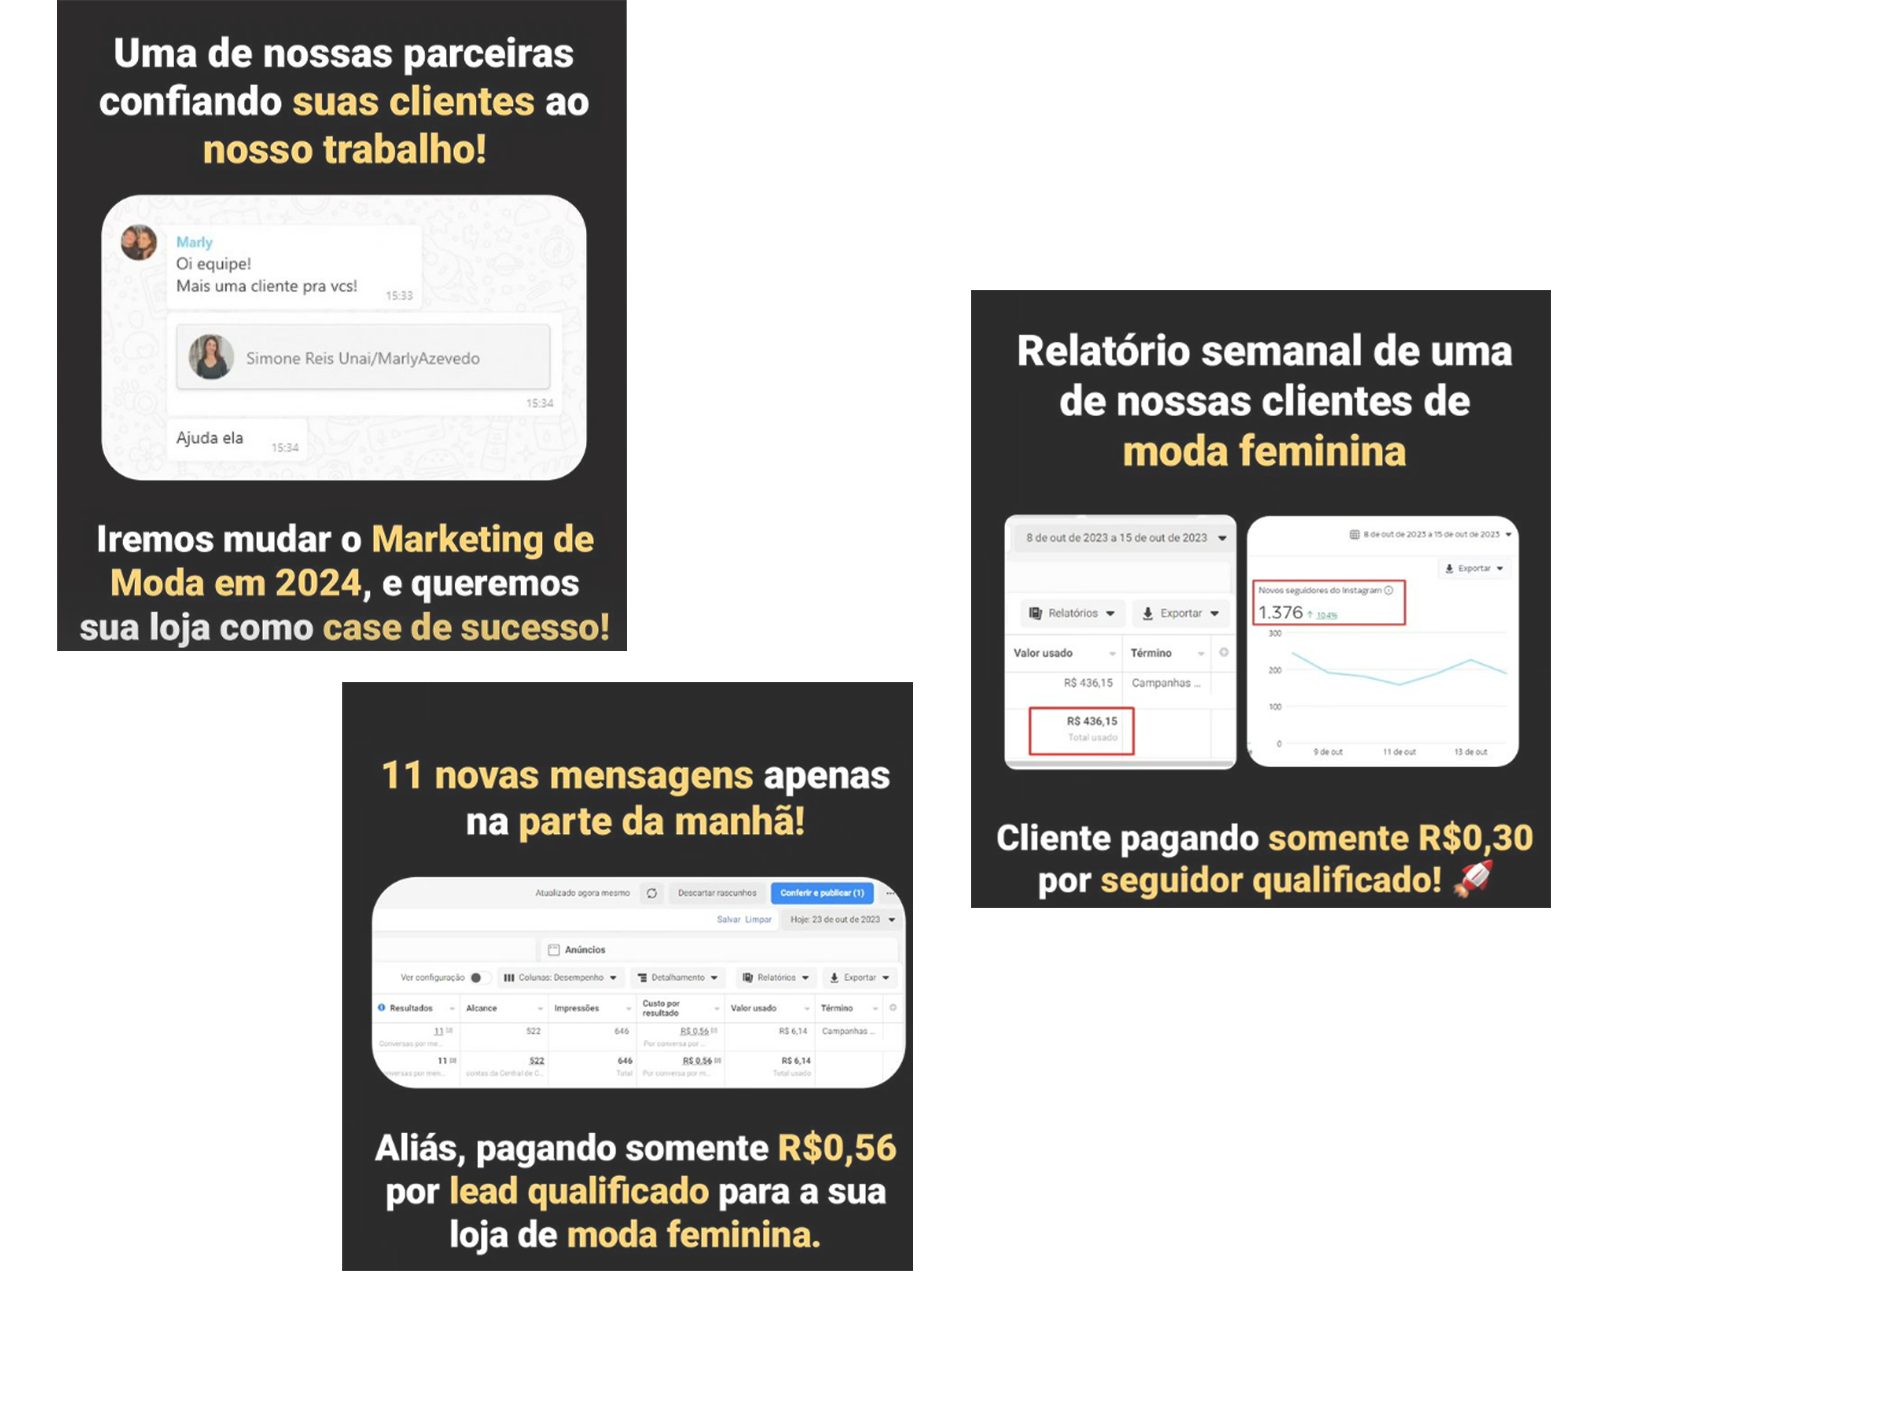 Uma de nossas parceiras
confiando suas clientes ao
nosso trabalho!
Marly
Oi equipe!
Mais uma cliente pra vcs!
15:33
Simone Reis Unai/MarlyAzevedo
15:34
Ajuda ela
15:34
Iremos mudar o Marketing de
Moda em 2024, e queremos
sua loja como case de sucesso!
Relatório semanal de uma
de nossas clientes de
moda feminina
8 de out de 2023 a 15 de out de 2023
Relatórios Exportar
Valor usado Término
R$ 436,15 Campanhas ...
R$ 436,15
Total usado
8 de out de 2023 a 15 de out de 2023
Exportar
Novos seguidores do Instagram
1.376 ↑ 10.4%
300
200
100
0
9 de out 11 de out 13 de out
Cliente pagando somente R$0,30
por seguidor qualificado! 🚀
11 novas mensagens apenas
na parte da manhã!
Atualizado agora mesmo Descartar rascunhos Conferir e publicar (1) ...
Salvar Limpar Hoje: 23 de out de 2023
Anúncios
Ver configuração Colunas: Desempenho Detalhamento Relatórios Exportar
Resultados Alcance Impressões Custo por resultado Valor usado Término
11 522 646 R$ 0,56 R$ 6,14 Campanhas ...
Conversas por me... Por conversa por ...
11 522 646 R$ 0,56 R$ 6,14
nversas por men... contas da Central de C... Total Por conversa por m... Total usado
Aliás, pagando somente R$0,56
por lead qualificado para a sua
loja de moda feminina.